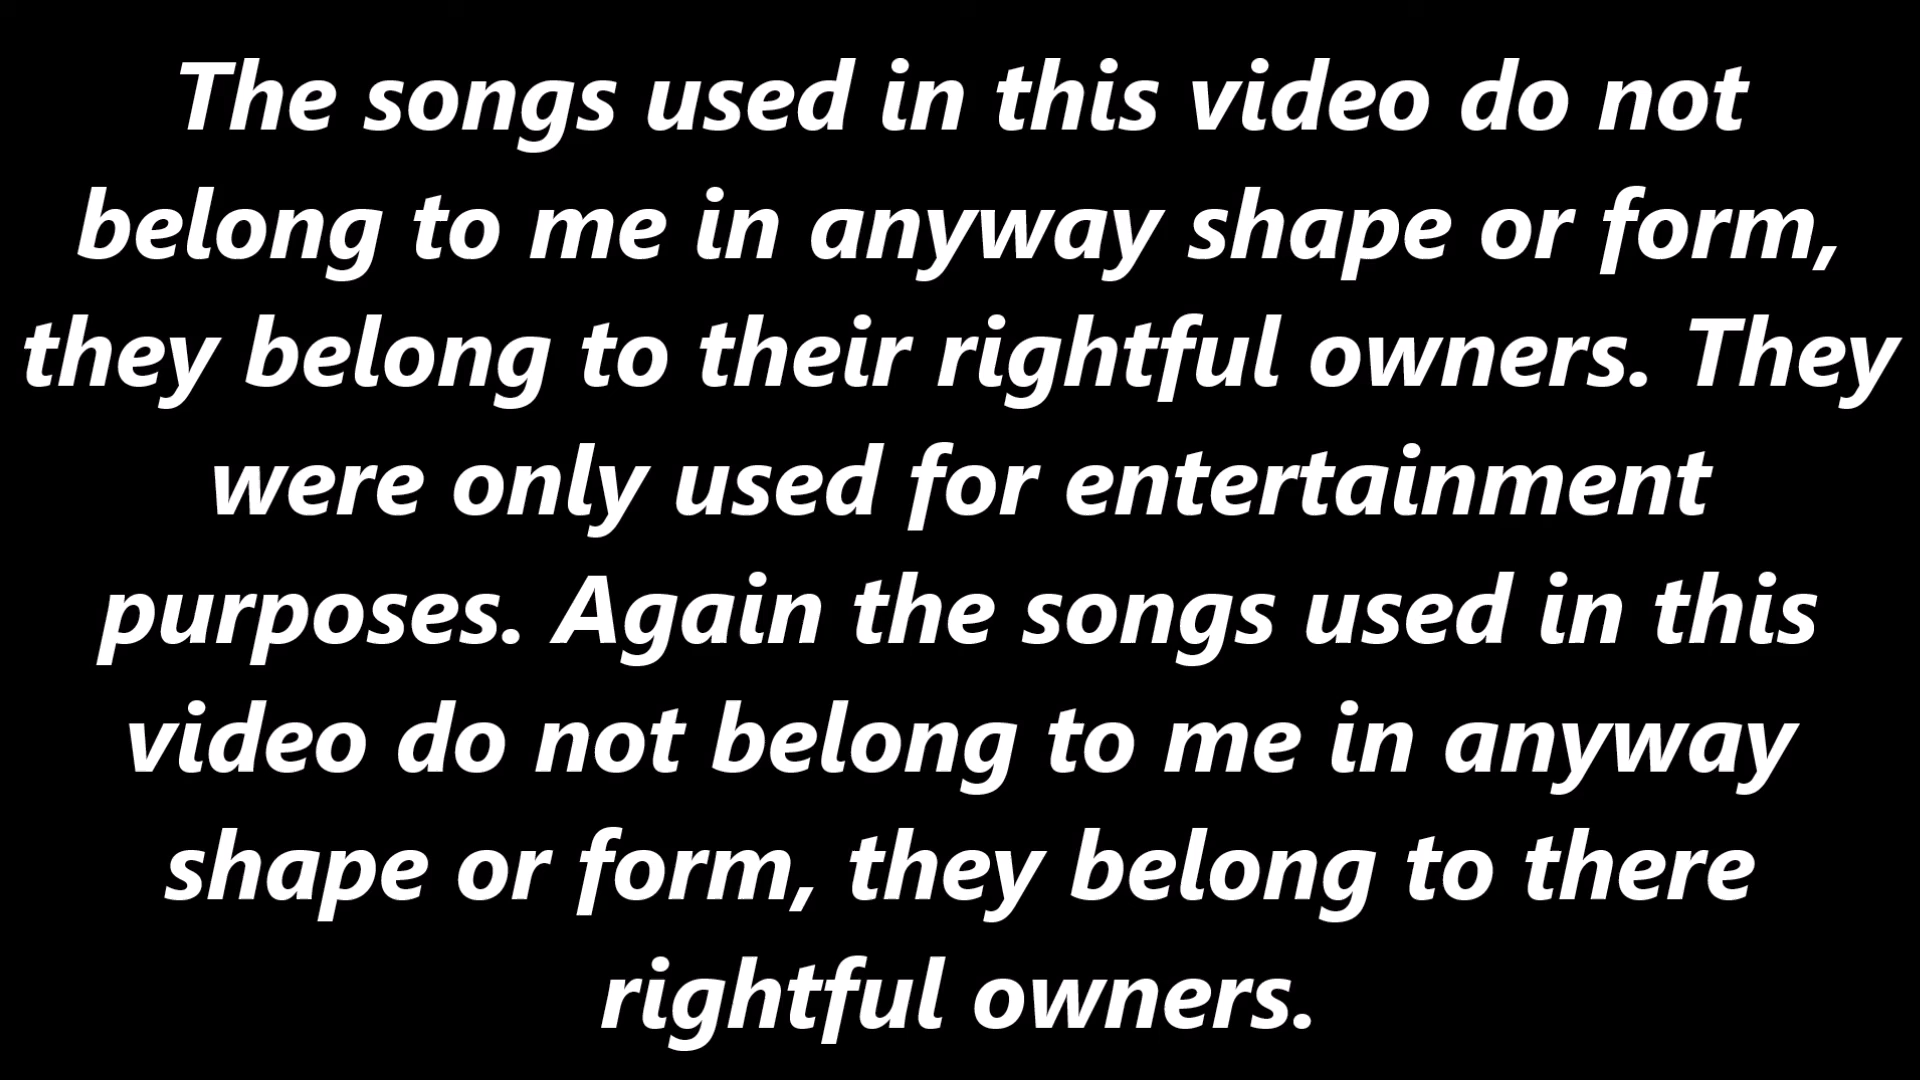 The songs used in this video do not
belong to me in anyway shape or form,
they belong to their rightful owners. They
were only used for entertainment
purposes. Again the songs used in this
video do not belong to me in anyway
shape or form, they belong to there
rightful owners.